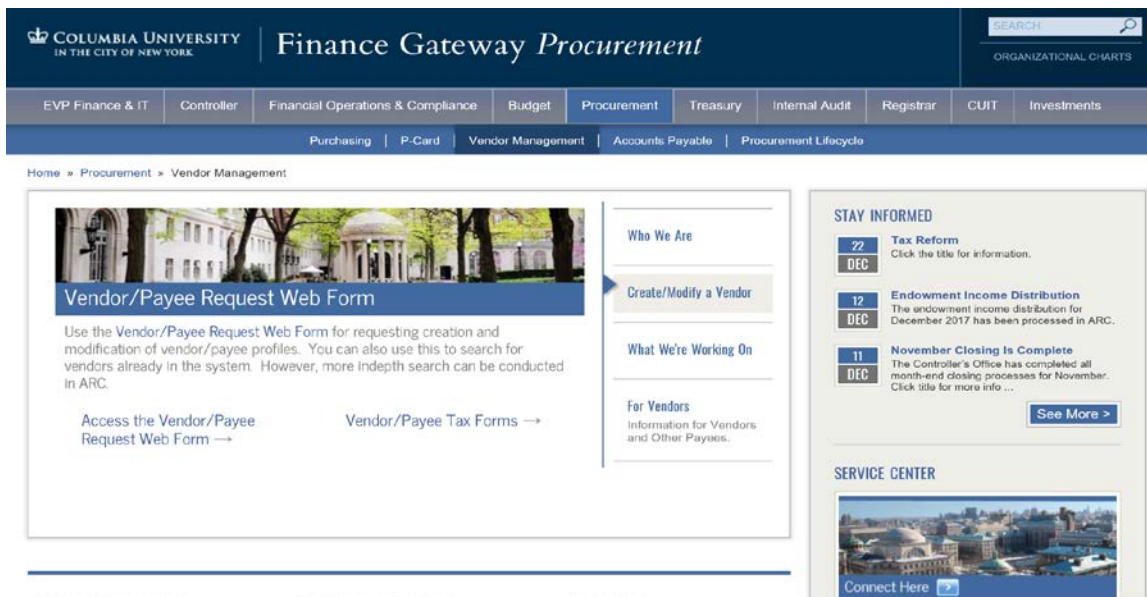 COLUMBIA UNIVERSITY
IN THE CITY OF NEW YORK
Finance Gateway Procurement
SEARCH
ORGANIZATIONAL CHARTS
EVP Finance & IT
Controller
Financial Operations & Compliance
Budget
Procurement
Treasury
Internal Audit
Registrar
CUIT
Investments
Purchasing | P-Card | Vendor Management | Accounts Payable | Procurement Lifecycle
Home » Procurement » Vendor Management
Vendor/Payee Request Web Form
Use the Vendor/Payee Request Web Form for requesting creation and
modification of vendor/payee profiles. You can also use this to search for
vendors already in the system. However, more indepth search can be conducted
in ARC.
Access the Vendor/Payee
Request Web Form →
Vendor/Payee Tax Forms →
Who We Are
Create/Modify a Vendor
What We're Working On
For Vendors
Information for Vendors
and Other Payees.
STAY INFORMED
22
DEC
Tax Reform
Click the title for information.
12
DEC
Endowment Income Distribution
The endowment income distribution for
December 2017 has been processed in ARC.
11
DEC
November Closing Is Complete
The Controller's Office has completed all
month-end closing processes for November.
Click title for more info ...
See More >
SERVICE CENTER
Connect Here